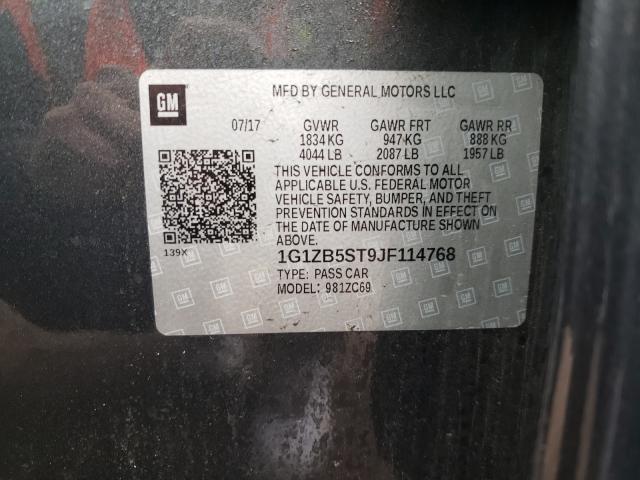 GM
MFD BY GENERAL MOTORS LLC
07/17 GVWR GAWR FRT GAWR RR
1834 KG 947 KG 888 KG
4044 LB 2087 LB 1957 LB
THIS VEHICLE CONFORMS TO ALL
APPLICABLE U.S. FEDERAL MOTOR
VEHICLE SAFETY, BUMPER, AND THEFT
PREVENTION STANDARDS IN EFFECT ON
THE DATE OF MANUFACTURE SHOWN
ABOVE.
139X
1G1ZB5ST9JF114768
TYPE: PASS CAR
MODEL: 981ZC69